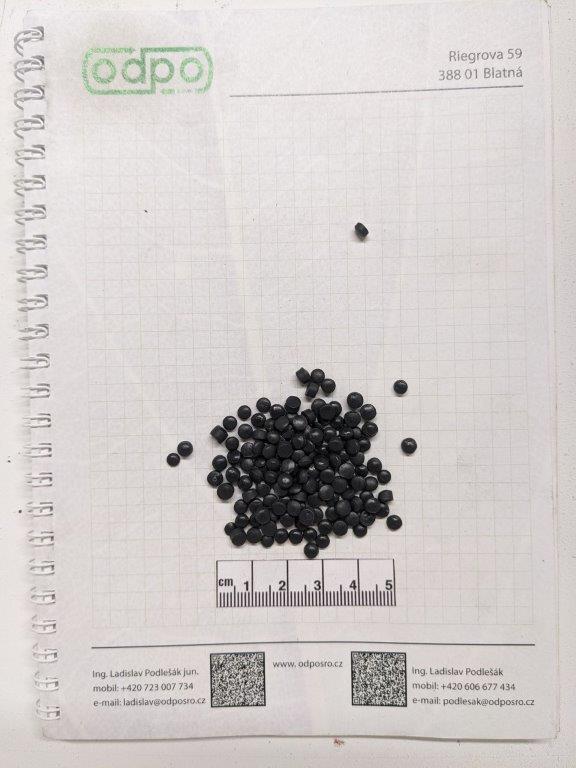 odpo
Riegrova 59
388 01 Blatná
cm 1 2 3 4 5
Ing. Ladislav Podlešák jun.
mobil: +420 723 007 734
e-mail: ladislav@odposro.cz
www. odposro.cz
Ing. Ladislav Podlešák
mobil: +420 606 677 434
e-mail: podlesak@odposro.cz